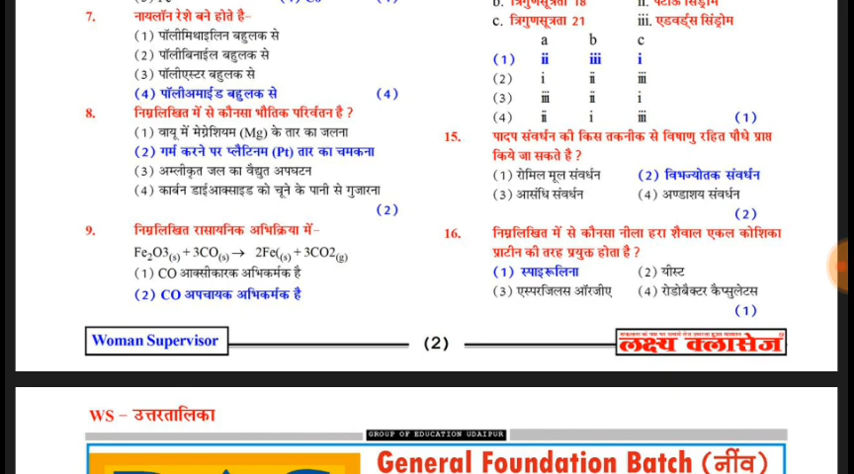 7. नायलॉन रेशे बने होते है–
(1) पॉलीमिथाइलिन बहुलक से
(2) पॉलीबिनाईल बहुलक से
(3) पॉलीएस्टर बहुलक से
(4) पॉलीअमाईड बहुलक से (4)
8. निम्नलिखित में से कौनसा भौतिक परिर्वतन है ?
(1) वायू में मेग्नेशियम (Mg) के तार का जलना
(2) गर्म करने पर प्लैटिनम (Pt) तार का चमकना
(3) अम्लीकृत जल का वैद्युत अपघटन
(4) कार्बन डाईआक्साइड को चूने के पानी से गुजारना
(2)
9. निम्नलिखित रासायनिक अभिक्रिया में–
Fe₂O3₍s₎ + 3CO₍s₎ → 2Fe(₍s₎ + 3CO2₍g₎
(1) CO आक्सीकारक अभिकर्मक है
(2) CO अपचायक अभिकर्मक है
b. त्रिगुणसूत्रता 18 ii. पटाऊ सिंड्रोम
c. त्रिगुणसूत्रता 21 iii. एडवर्ड्स सिंड्रोम
a b c
(1) ii iii i
(2) i ii iii
(3) iii ii i
(4) ii i iii (1)
15. पादप संवर्धन की किस तकनीक से विषाणु रहित पौधे प्राप्त
किये जा सकते है ?
(1) रोमिल मूल संवर्धन (2) विभज्योतक संवर्धन
(3) आसंधि संवर्धन (4) अण्डाशय संवर्धन
(2)
16. निम्नलिखित में से कौनसा नीला हरा शैवाल एकल कोशिका
प्राटीन की तरह प्रयुक्त होता है ?
(1) स्पाइरूलिना (2) यीस्ट
(3) एस्परजिलस ऑरजीए (4) रोडोबैक्टर कैप्सुलेटस
(1)
Woman Supervisor (2) लक्ष्य क्लासेज
WS – उत्तरतालिका
GROUP OF EDUCATION UDAIPUR
General Foundation Batch (नींव)